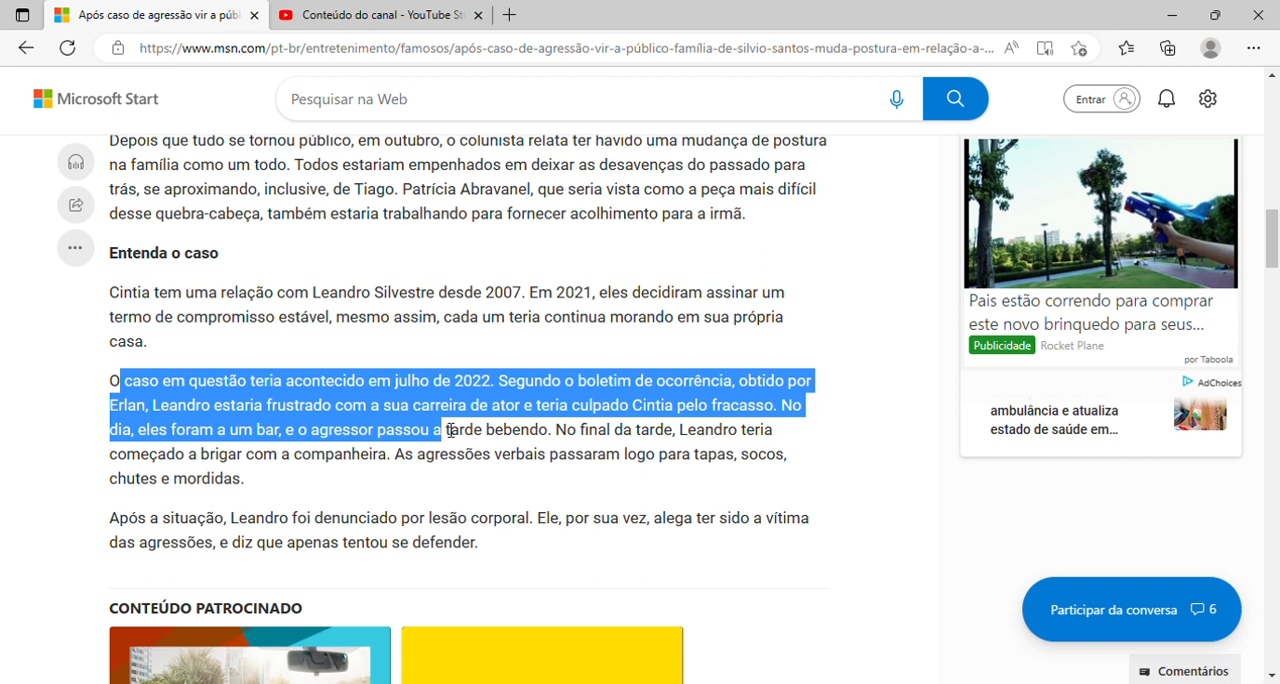 Após caso de agressão vir a públ
Conteúdo do canal - YouTube St
https://www.msn.com/pt-br/entretenimento/famosos/após-caso-de-agressão-vir-a-público-família-de-silvio-santos-muda-postura-em-relação-a-...
Microsoft Start
Pesquisar na Web
Entrar
Depois que tudo se tornou público, em outubro, o colunista relata ter havido uma mudança de postura
na família como um todo. Todos estariam empenhados em deixar as desavenças do passado para
trás, se aproximando, inclusive, de Tiago. Patrícia Abravanel, que seria vista como a peça mais difícil
desse quebra-cabeça, também estaria trabalhando para fornecer acolhimento para a irmã.
Entenda o caso
Cintia tem uma relação com Leandro Silvestre desde 2007. Em 2021, eles decidiram assinar um
termo de compromisso estável, mesmo assim, cada um teria continua morando em sua própria
casa.
O caso em questão teria acontecido em julho de 2022. Segundo o boletim de ocorrência, obtido por
Erlan, Leandro estaria frustrado com a sua carreira de ator e teria culpado Cintia pelo fracasso. No
dia, eles foram a um bar, e o agressor passou a tarde bebendo. No final da tarde, Leandro teria
começado a brigar com a companheira. As agressões verbais passaram logo para tapas, socos,
chutes e mordidas.
Após a situação, Leandro foi denunciado por lesão corporal. Ele, por sua vez, alega ter sido a vítima
das agressões, e diz que apenas tentou se defender.
CONTEÚDO PATROCINADO
Pais estão correndo para comprar
este novo brinquedo para seus...
Publicidade Rocket Plane
por Taboola
AdChoices
ambulância e atualiza
estado de saúde em...
Participar da conversa 6
Comentários